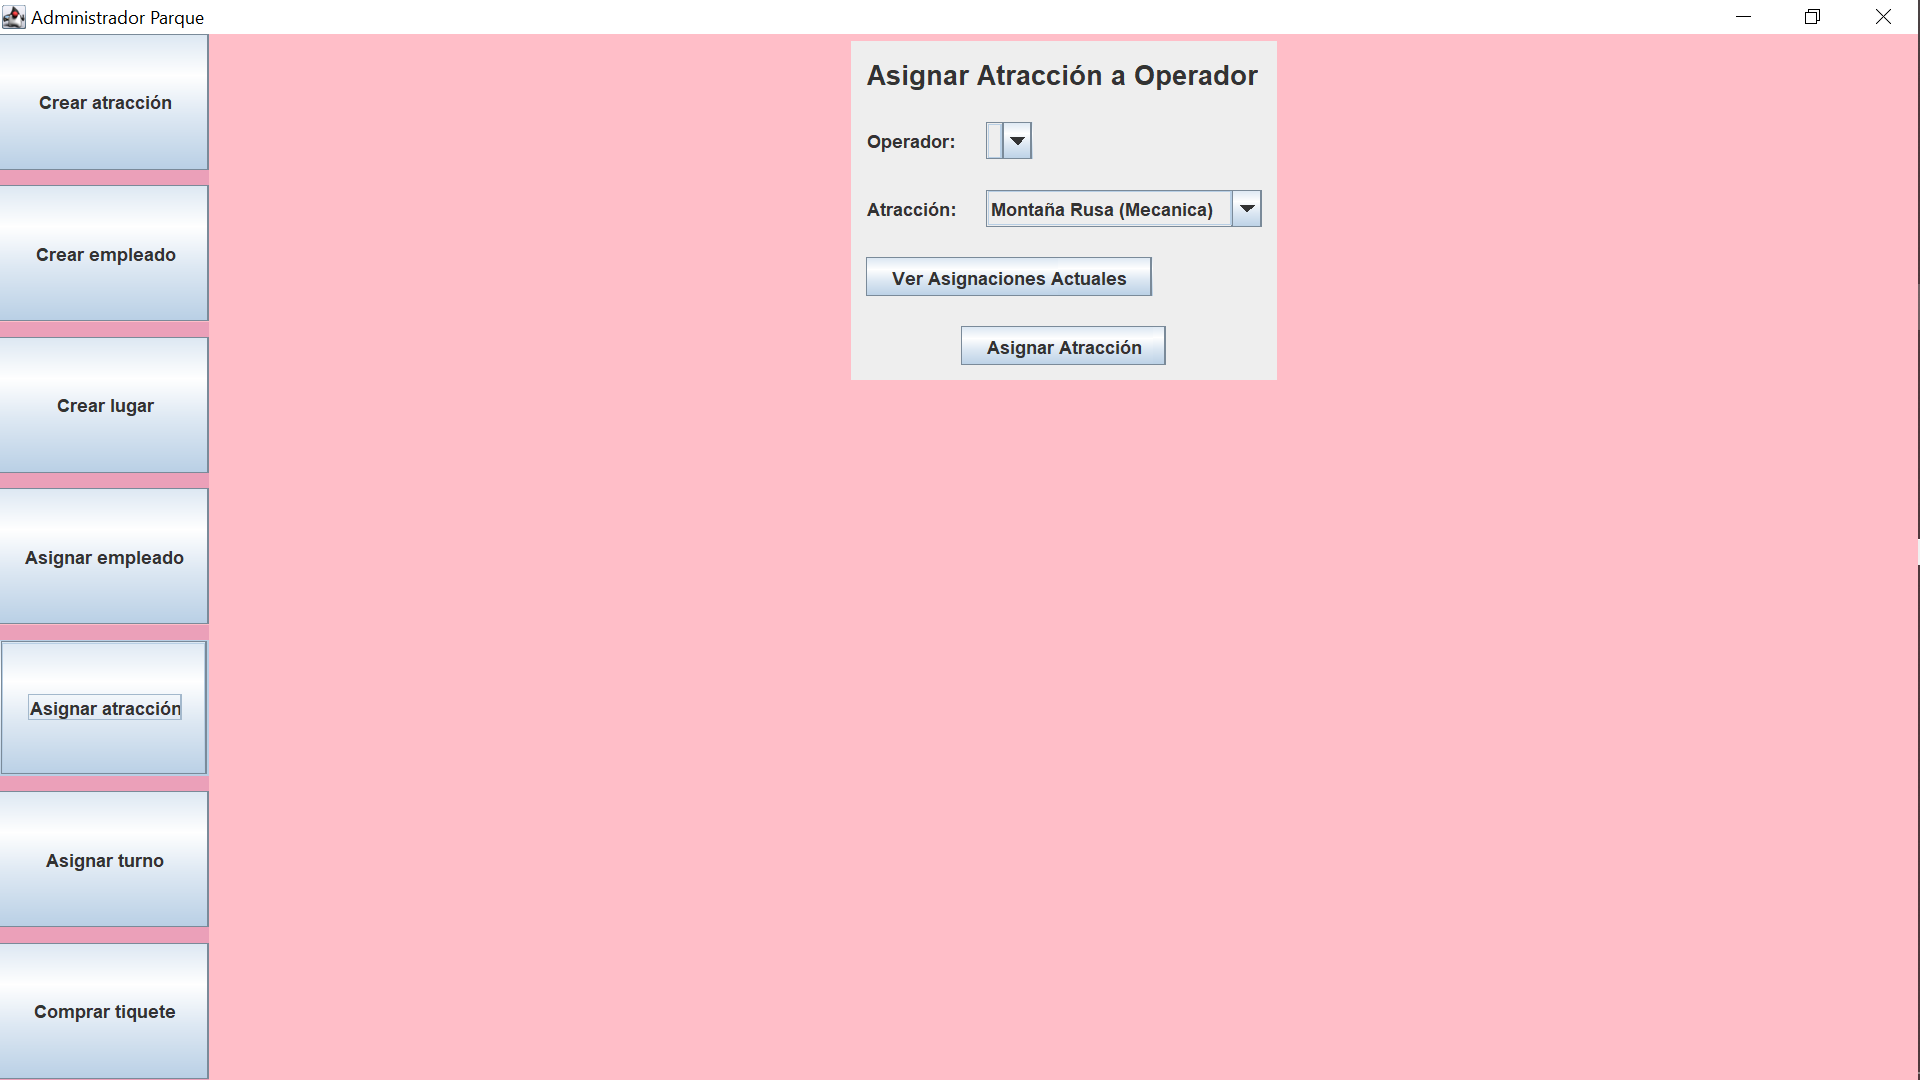 Administrador Parque
Crear atracción
Crear empleado
Crear lugar
Asignar empleado
Asignar atracción
Asignar turno
Comprar tiquete
Asignar Atracción a Operador
Operador:
Atracción: Montaña Rusa (Mecanica)
Ver Asignaciones Actuales
Asignar Atracción